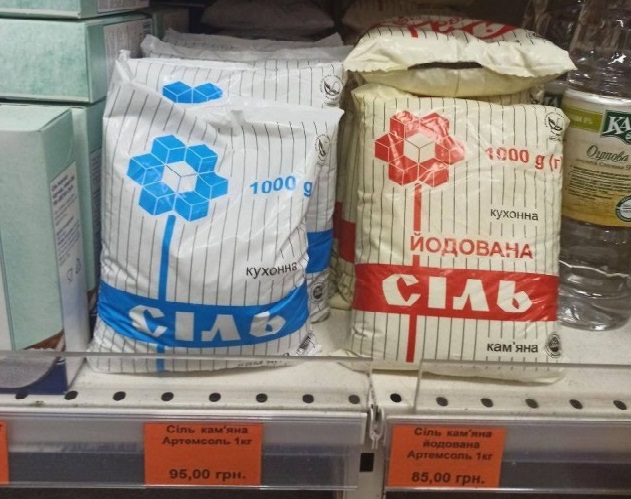 1000 g
кухонна
СІЛЬ
1000 g (г)
кухонна
ЙОДОВАНА
СІЛЬ
кам'яна
Оцтова
Сіль кам'яна
Артемсоль 1кг
95,00 грн.
Сіль кам'яна
йодована
Артемсоль 1кг
85,00 грн.